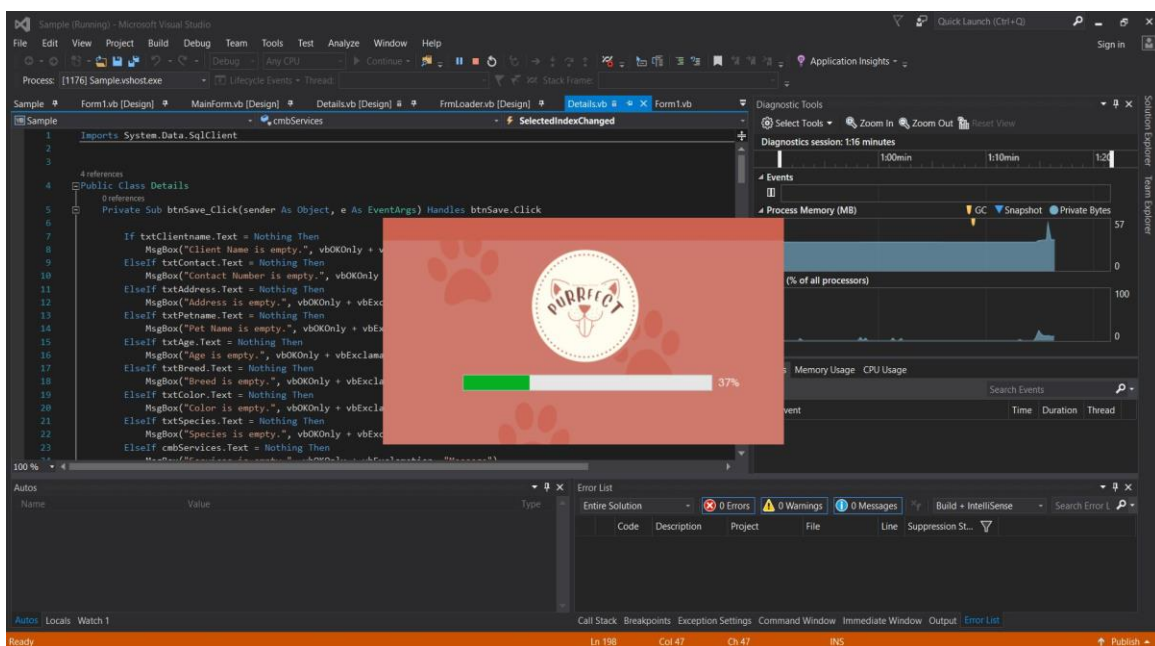 Sample (Running) - Microsoft Visual Studio
Quick Launch (Ctrl+Q)
File Edit View Project Build Debug Team Tools Test Analyze Window Help
Sign in
Debug Any CPU Continue Application Insights
Process: [1176] Sample.vshost.exe Lifecycle Events Thread: Stack Frame:
Sample Form1.vb [Design] MainForm.vb [Design] Details.vb [Design] FrmLoader.vb [Design] Details.vb Form1.vb
Sample cmbServices SelectedIndexChanged
1 Imports System.Data.SqlClient
2
3
4 references
4 Public Class Details
0 references
5 Private Sub btnSave_Click(sender As Object, e As EventArgs) Handles btnSave.Click
6
7 If txtClientname.Text = Nothing Then
8 MsgBox("Client Name is empty.", vbOKOnly + v
9 ElseIf txtContact.Text = Nothing Then
10 MsgBox("Contact Number is empty.", vbOKOnly
11 ElseIf txtAddress.Text = Nothing Then
12 MsgBox("Address is empty.", vbOKOnly + vbExc
13 ElseIf txtPetname.Text = Nothing Then
14 MsgBox("Pet Name is empty.", vbOKOnly + vbEx
15 ElseIf txtAge.Text = Nothing Then
16 MsgBox("Age is empty.", vbOKOnly + vbExclama
17 ElseIf txtBreed.Text = Nothing Then
18 MsgBox("Breed is empty.", vbOKOnly + vbExcla
19 ElseIf txtColor.Text = Nothing Then
20 MsgBox("Color is empty.", vbOKOnly + vbExcla
21 ElseIf txtSpecies.Text = Nothing Then
22 MsgBox("Species is empty.", vbOKOnly + vbExc
23 ElseIf cmbServices.Text = Nothing Then
100 %
PURRFECT
37%
Diagnostic Tools
Select Tools Zoom In Zoom Out Reset View
Diagnostics session: 1:16 minutes
1:00min 1:10min 1:20
Events
Process Memory (MB) GC Snapshot Private Bytes
57
0
(% of all processors)
100
0
Memory Usage CPU Usage
Search Events
Time Duration Thread
Solution Explorer
Team Explorer
Autos
Name Value Type
Error List
Entire Solution 0 Errors 0 Warnings 0 Messages Build + IntelliSense Search Error L
Code Description Project File Line Suppression St...
Autos Locals Watch 1
Call Stack Breakpoints Exception Settings Command Window Immediate Window Output Error List
Ready Ln 198 Col 47 Ch 47 INS Publish